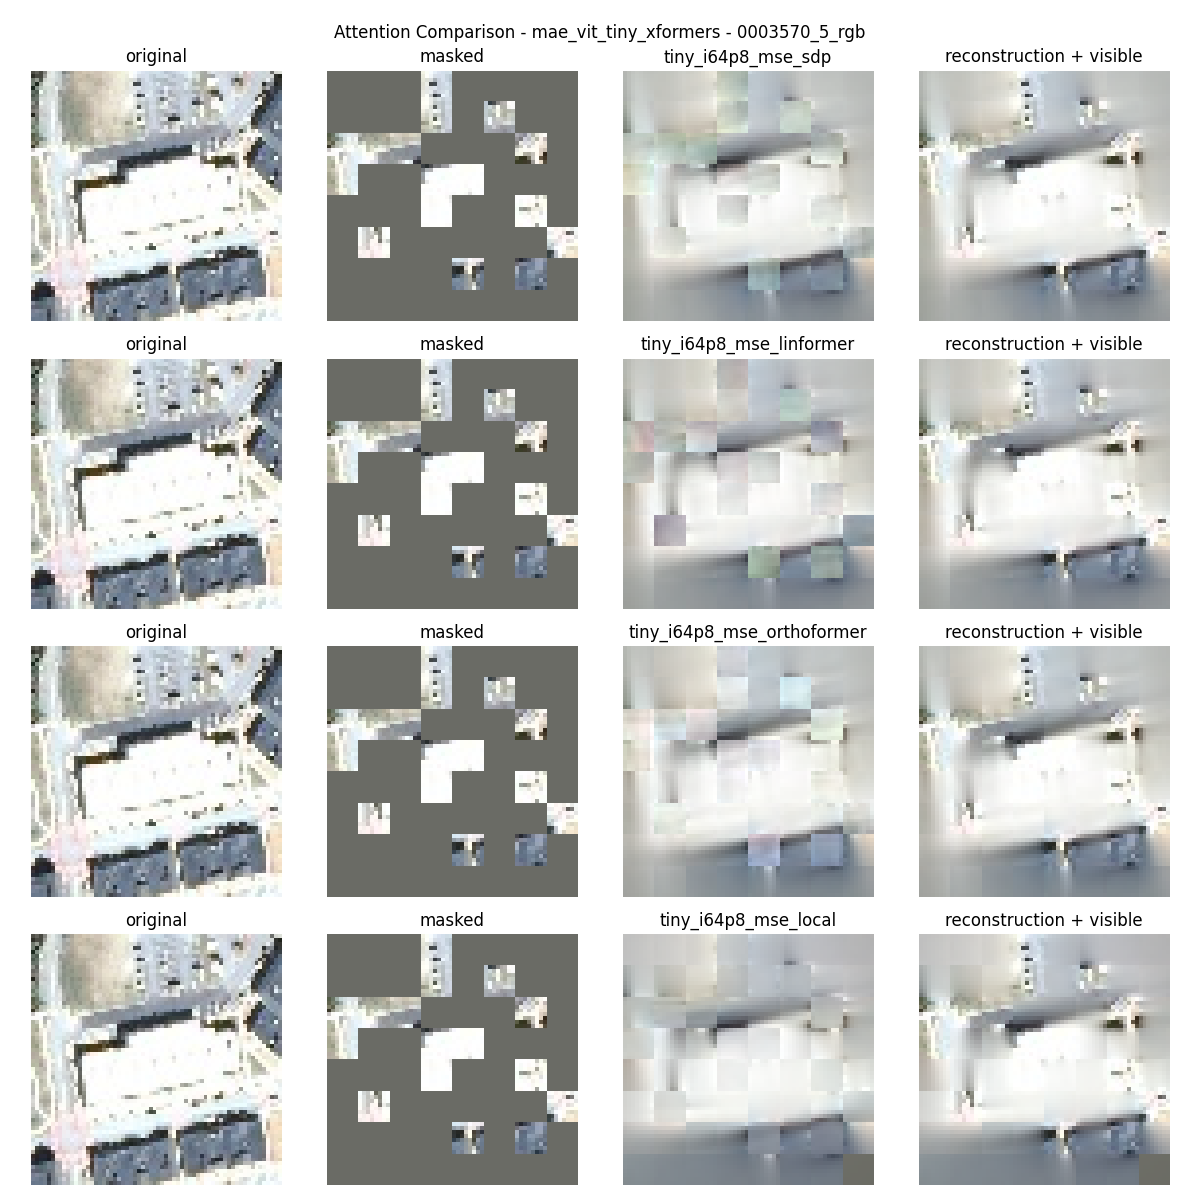 Attention Comparison - mae_vit_tiny_xformers - 0003570_5_rgb
original masked tiny_i64p8_mse_sdp reconstruction + visible
original masked tiny_i64p8_mse_linformer reconstruction + visible
original masked tiny_i64p8_mse_orthoformer reconstruction + visible
original masked tiny_i64p8_mse_local reconstruction + visible